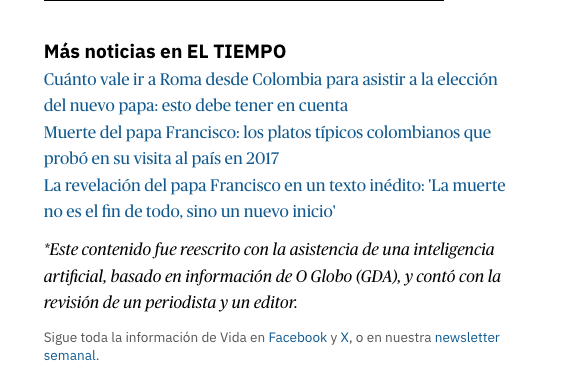 Más noticias en EL TIEMPO
Cuánto vale ir a Roma desde Colombia para asistir a la elección
del nuevo papa: esto debe tener en cuenta
Muerte del papa Francisco: los platos típicos colombianos que
probó en su visita al país en 2017
La revelación del papa Francisco en un texto inédito: 'La muerte
no es el fin de todo, sino un nuevo inicio'
*Este contenido fue reescrito con la asistencia de una inteligencia
artificial, basado en información de O Globo (GDA), y contó con la
revisión de un periodista y un editor.
Sigue toda la información de Vida en Facebook y X, o en nuestra newsletter
semanal.